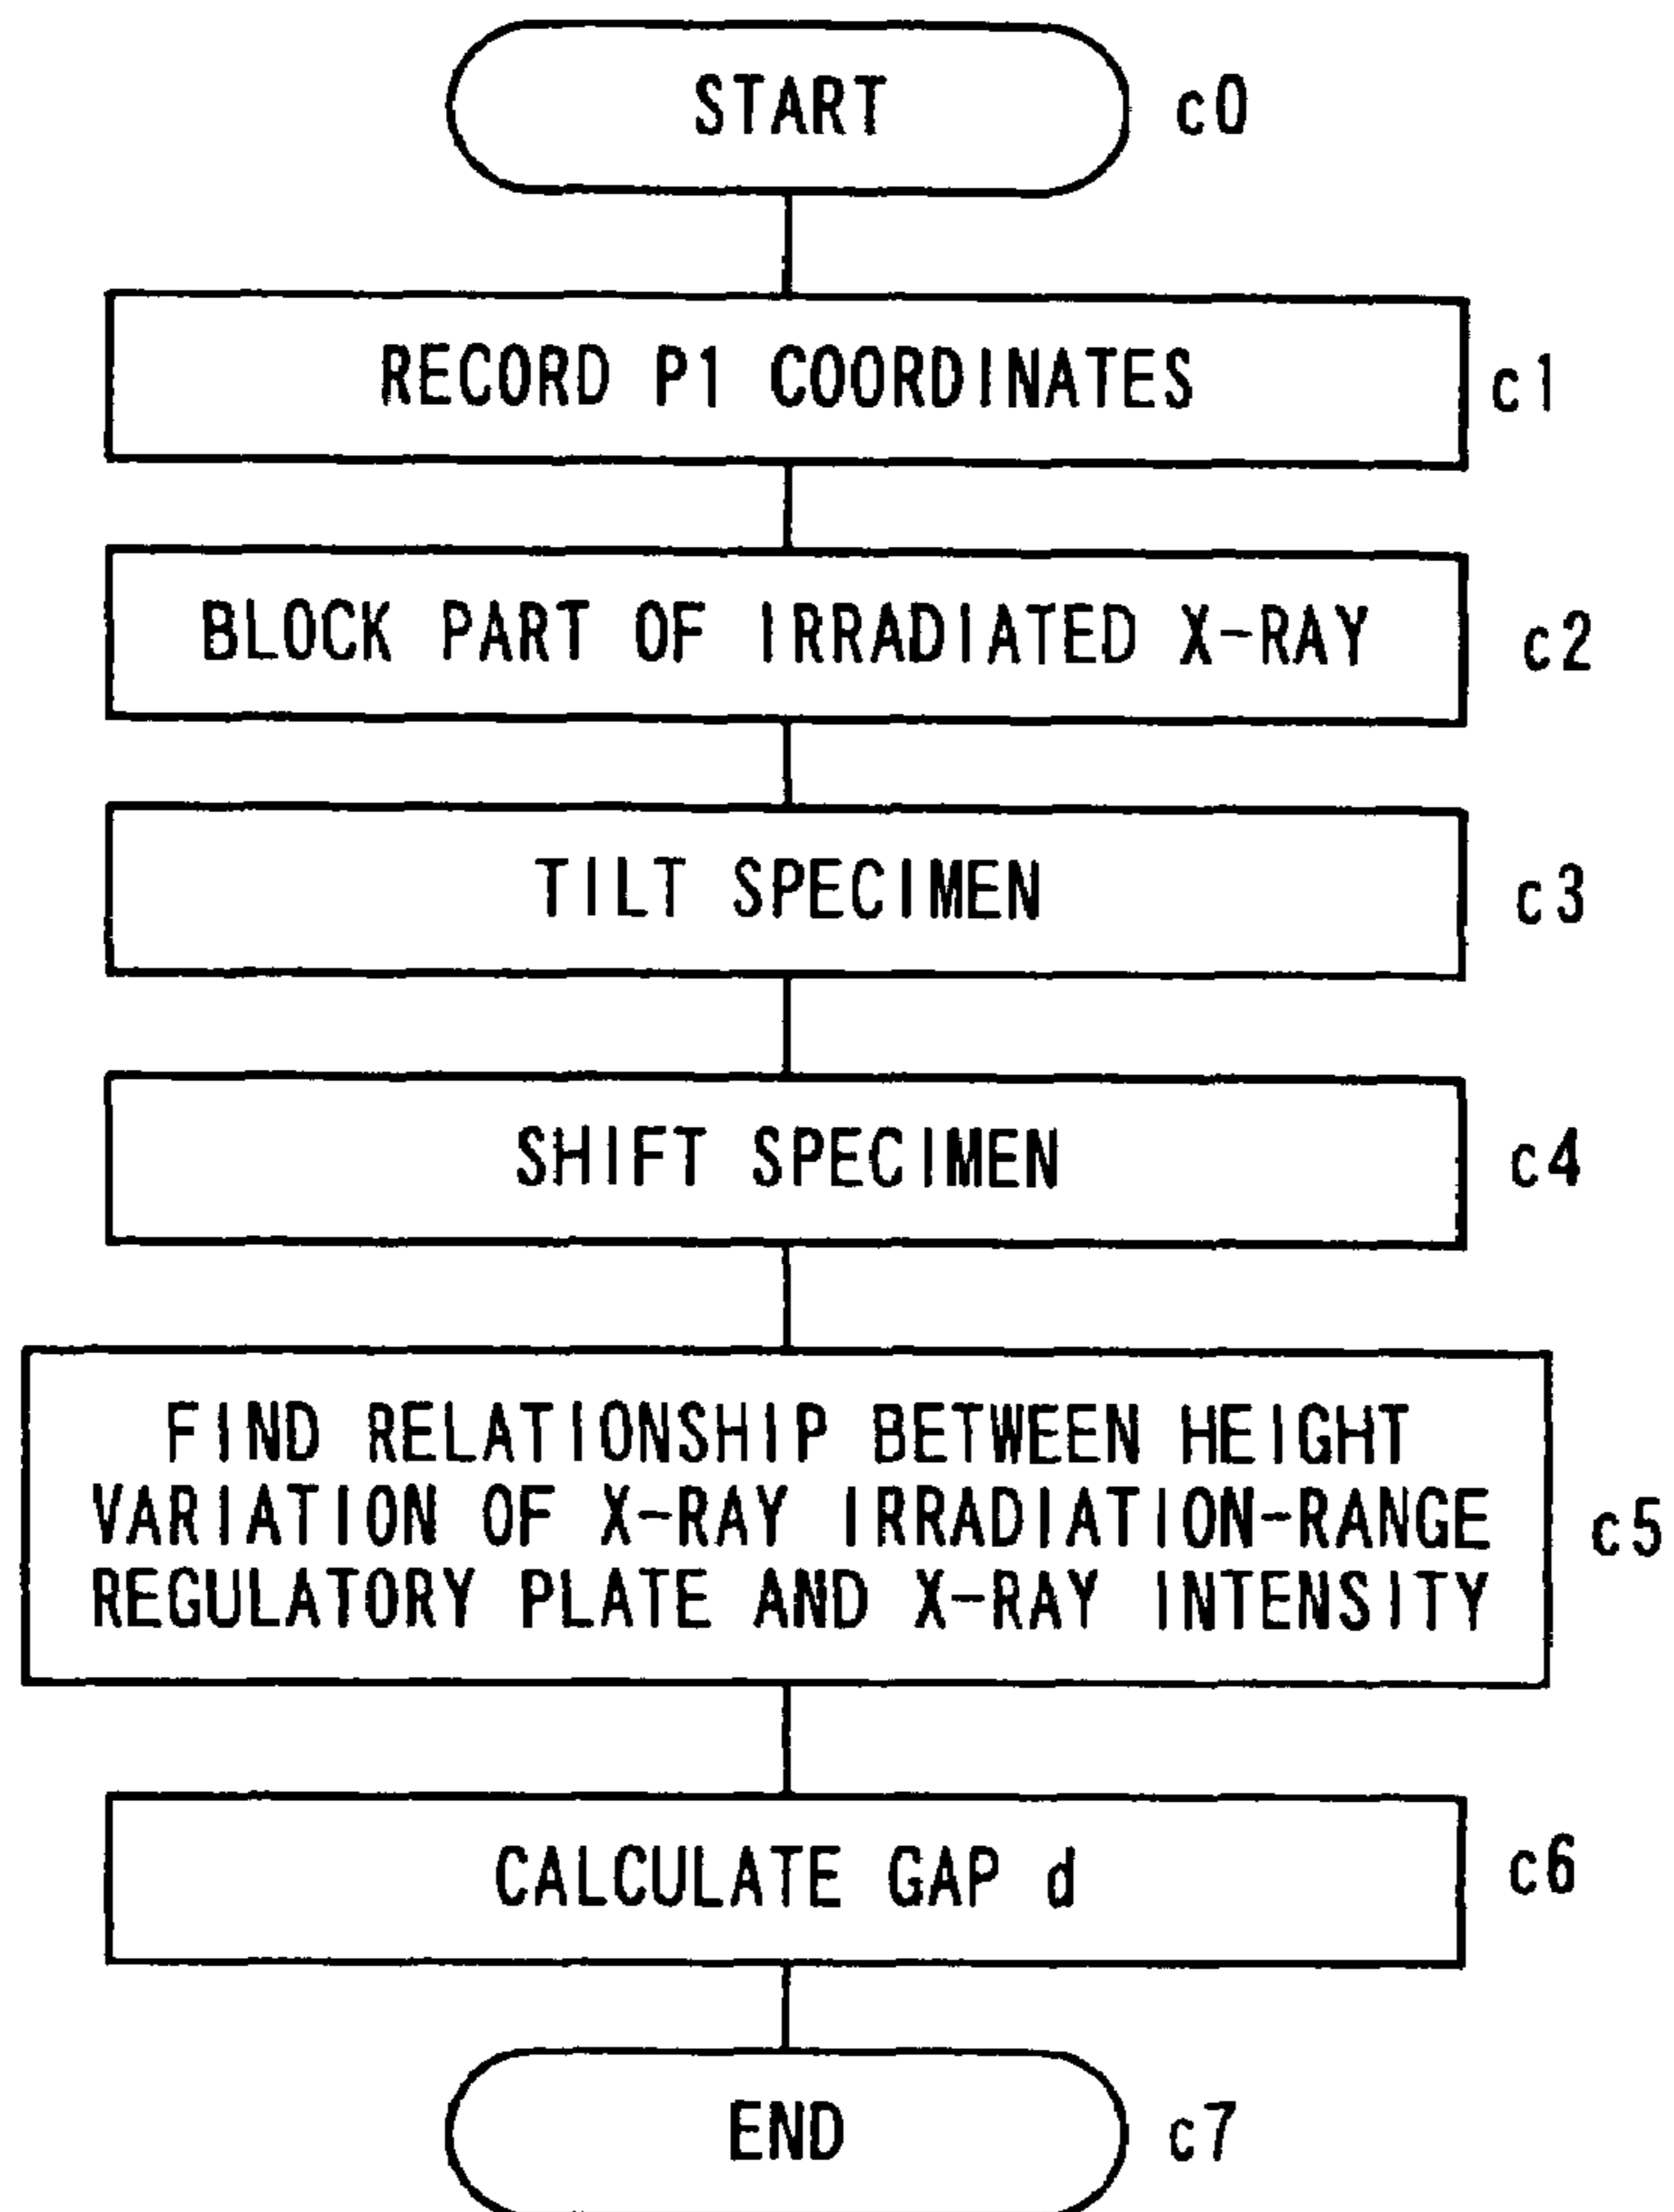 START c0
RECORD P1 COORDINATES c1
BLOCK PART OF IRRADIATED X-RAY c2
TILT SPECIMEN c3
SHIFT SPECIMEN c4
FIND RELATIONSHIP BETWEEN HEIGHT
VARIATION OF X-RAY IRRADIATION-RANGE
REGULATORY PLATE AND X-RAY INTENSITY
c5
CALCULATE GAP d c6
END c7